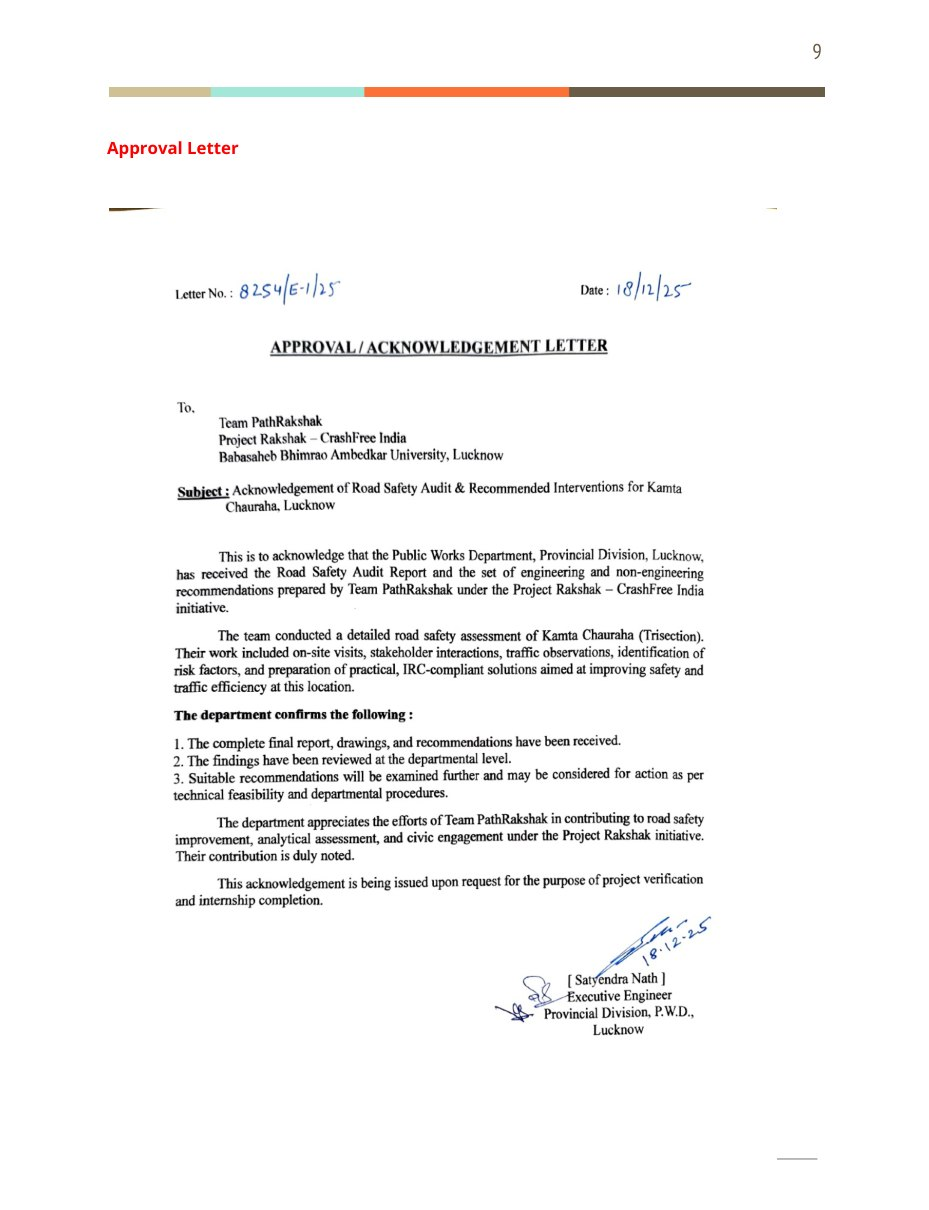 9
Approval Letter
Letter No. : 8254/E-1/25
Date : 18/12/25
APPROVAL / ACKNOWLEDGEMENT LETTER
To,
Team PathRakshak
Project Rakshak – CrashFree India
Babasaheb Bhimrao Ambedkar University, Lucknow
Subject : Acknowledgement of Road Safety Audit & Recommended Interventions for Kamta
Chauraha, Lucknow
This is to acknowledge that the Public Works Department, Provincial Division, Lucknow,
has received the Road Safety Audit Report and the set of engineering and non-engineering
recommendations prepared by Team PathRakshak under the Project Rakshak – CrashFree India
initiative.
The team conducted a detailed road safety assessment of Kamta Chauraha (Trisection).
Their work included on-site visits, stakeholder interactions, traffic observations, identification of
risk factors, and preparation of practical, IRC-compliant solutions aimed at improving safety and
traffic efficiency at this location.
The department confirms the following :
1. The complete final report, drawings, and recommendations have been received.
2. The findings have been reviewed at the departmental level.
3. Suitable recommendations will be examined further and may be considered for action as per
technical feasibility and departmental procedures.
The department appreciates the efforts of Team PathRakshak in contributing to road safety
improvement, analytical assessment, and civic engagement under the Project Rakshak initiative.
Their contribution is duly noted.
This acknowledgement is being issued upon request for the purpose of project verification
and internship completion.
18.12.25
[ Satyendra Nath ]
Executive Engineer
Provincial Division, P.W.D.,
Lucknow